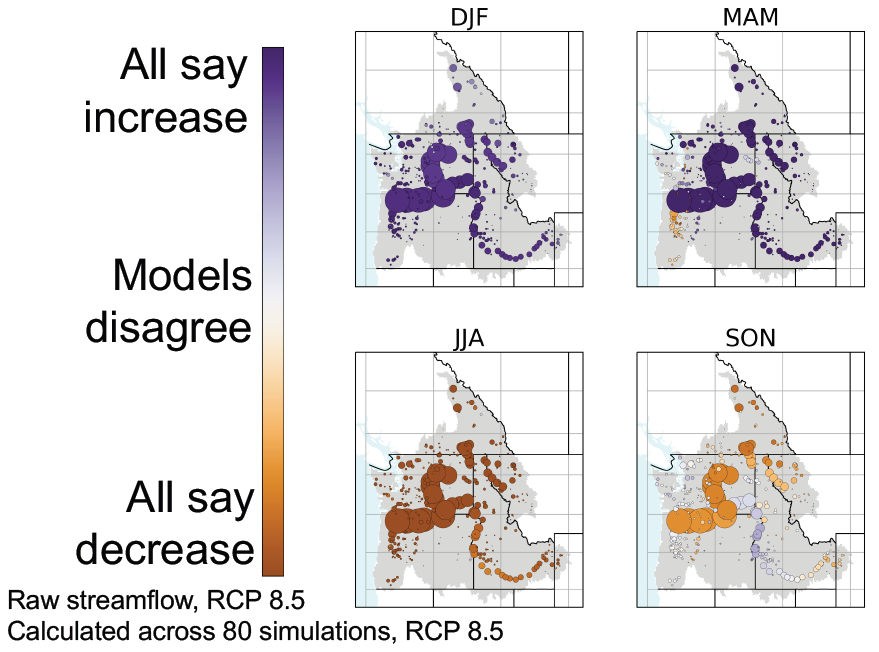 DJF
MAM
All say
increase
Models
disagree
JJA
SON
All say
decrease
Raw streamflow, RCP 8.5
Calculated across 80 simulations, RCP 8.5